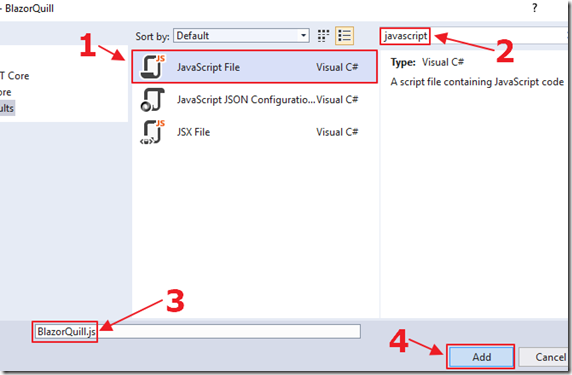 - BlazorQuill
?
Sort by: Default
javascript
1
2
JS
JavaScript File Visual C#
Type: Visual C#
A script file containing JavaScript code
T Core
ore
ults
JavaScript JSON Configuratio... Visual C#
JS
JSX File Visual C#
3
BlazorQuill.js
4
Add
Cancel